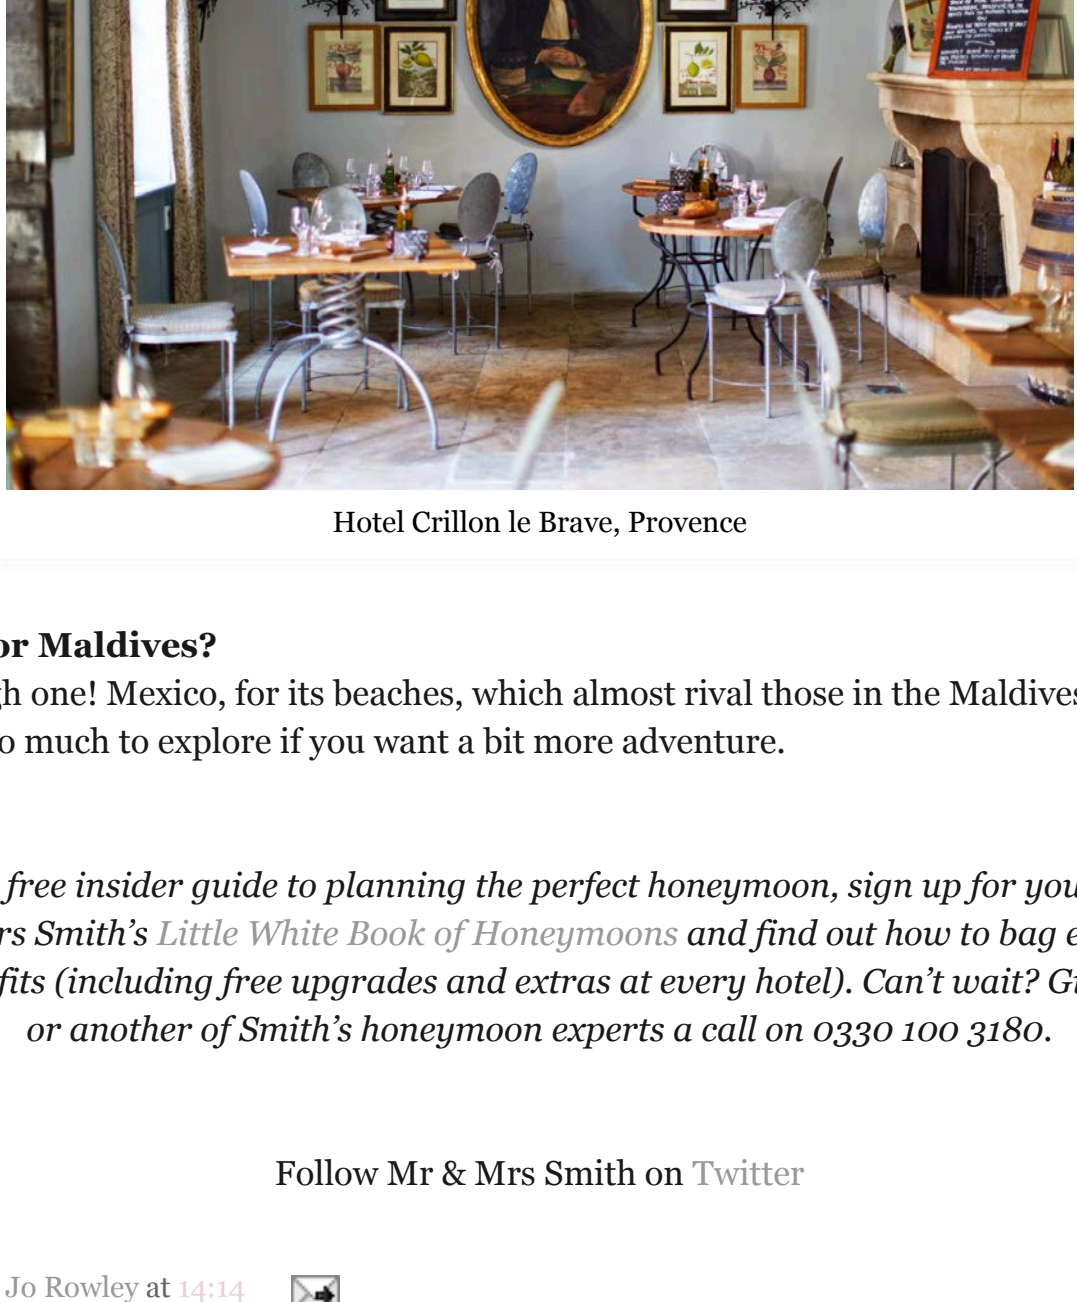 Hotel Crillon le Brave, Provence
or Maldives?
gh one! Mexico, for its beaches, which almost rival those in the Maldives
o much to explore if you want a bit more adventure.
free insider guide to planning the perfect honeymoon, sign up for you
rs Smith's Little White Book of Honeymoons and find out how to bag e
fits (including free upgrades and extras at every hotel). Can't wait? Gi
or another of Smith's honeymoon experts a call on 0330 100 3180.
Follow Mr & Mrs Smith on Twitter
Jo Rowley at 14:14